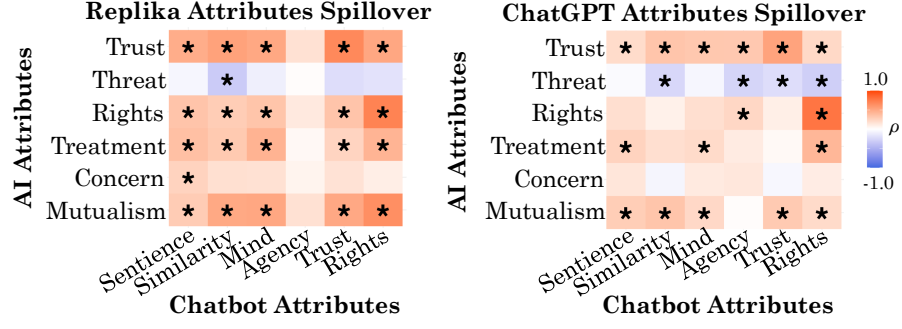 Replika Attributes Spillover
AI Attributes
Trust * * * * *
Threat *
Rights * * * * *
Treatment * * * * *
Concern *
Mutualism * * * * *
Sentience Similarity Mind Agency Trust Rights
Chatbot Attributes
ChatGPT Attributes Spillover
AI Attributes
Trust * * * * * *
Threat * * * *
Rights * *
Treatment * * *
Concern
Mutualism * * * * *
Sentience Similarity Mind Agency Trust Rights
Chatbot Attributes
1.0
ρ
-1.0